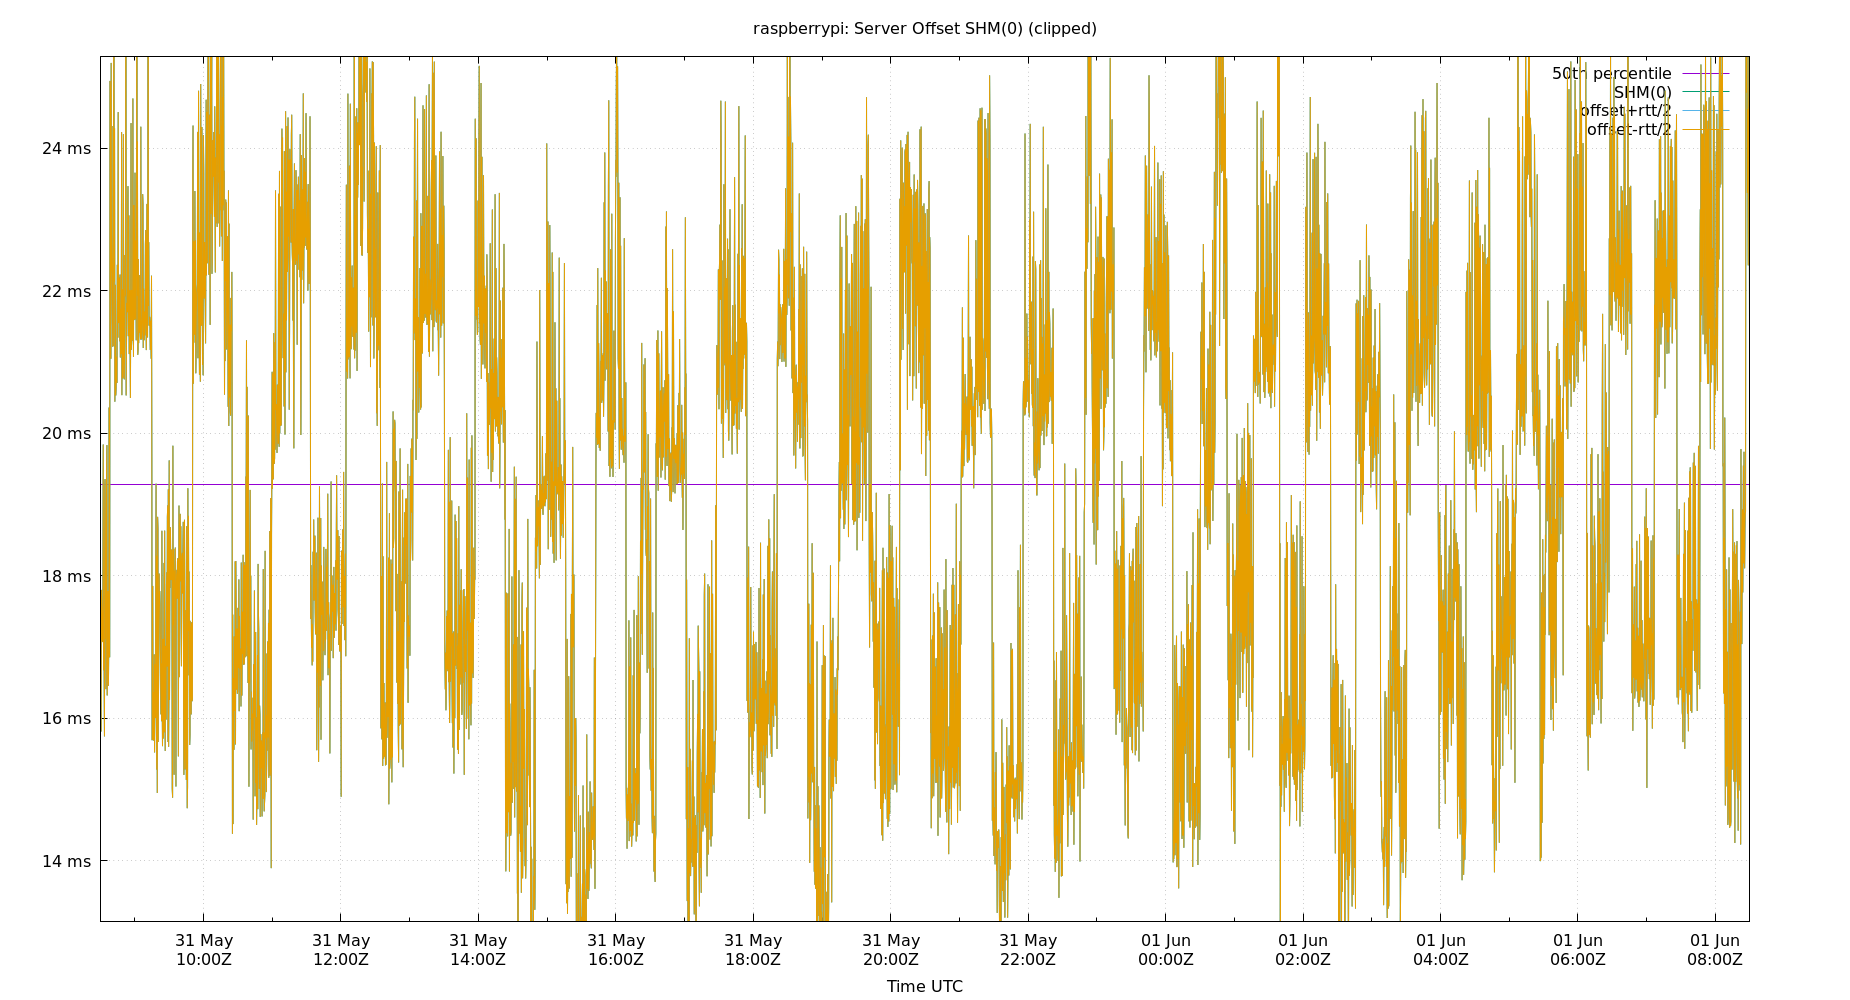 raspberrypi: Server Offset SHM(0) (clipped)
50th percentile
SHM(0)
offset+rtt/2
offset-rtt/2
24 ms
22 ms
20 ms
18 ms
16 ms
14 ms
31 May 31 May 31 May 31 May 31 May 31 May 31 May 01 Jun 01 Jun 01 Jun 01 Jun 01 Jun
10:00Z 12:00Z 14:00Z 16:00Z 18:00Z 20:00Z 22:00Z 00:00Z 02:00Z 04:00Z 06:00Z 08:00Z
Time UTC